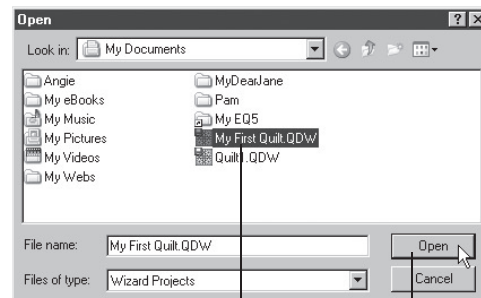 Open
Look in: My Documents
Angie
My eBooks
My Music
My Pictures
My Videos
My Webs
MyDearJane
Pam
My EQ5
My First Quilt.QDW
Quilt1.QDW
File name: My First Quilt.QDW Open
Files of type: Wizard Projects Cancel